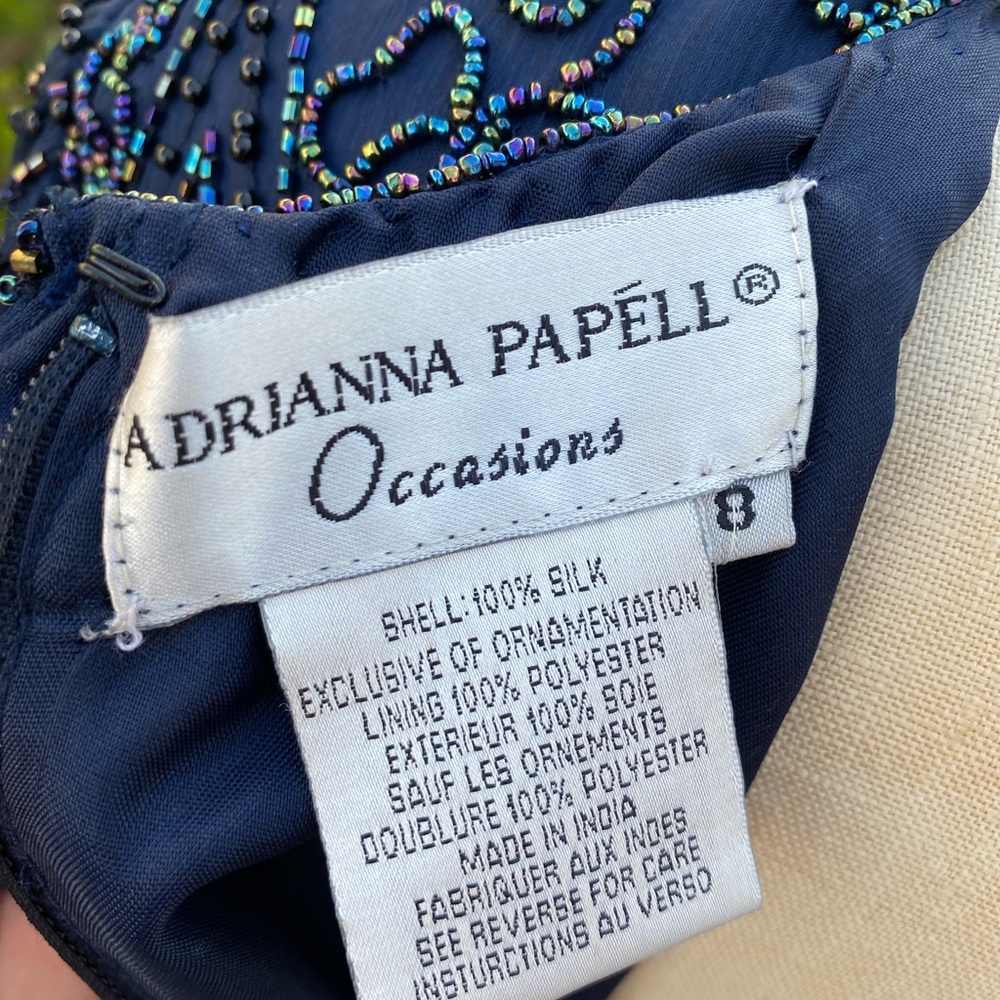 ADRIANNA PAPÉLL®
Occasions
8
SHELL: 100% SILK
EXCLUSIVE OF ORNAMENTATION
LINING 100% POLYESTER
EXTERIEUR 100% SOIE
SAUF LES ORNEMENTS
DOUBLURE 100% POLYESTER
MADE IN INDIA
FABRIQUER AUX INDES
SEE REVERSE FOR CARE
INSTURCTIONS AU VERSO